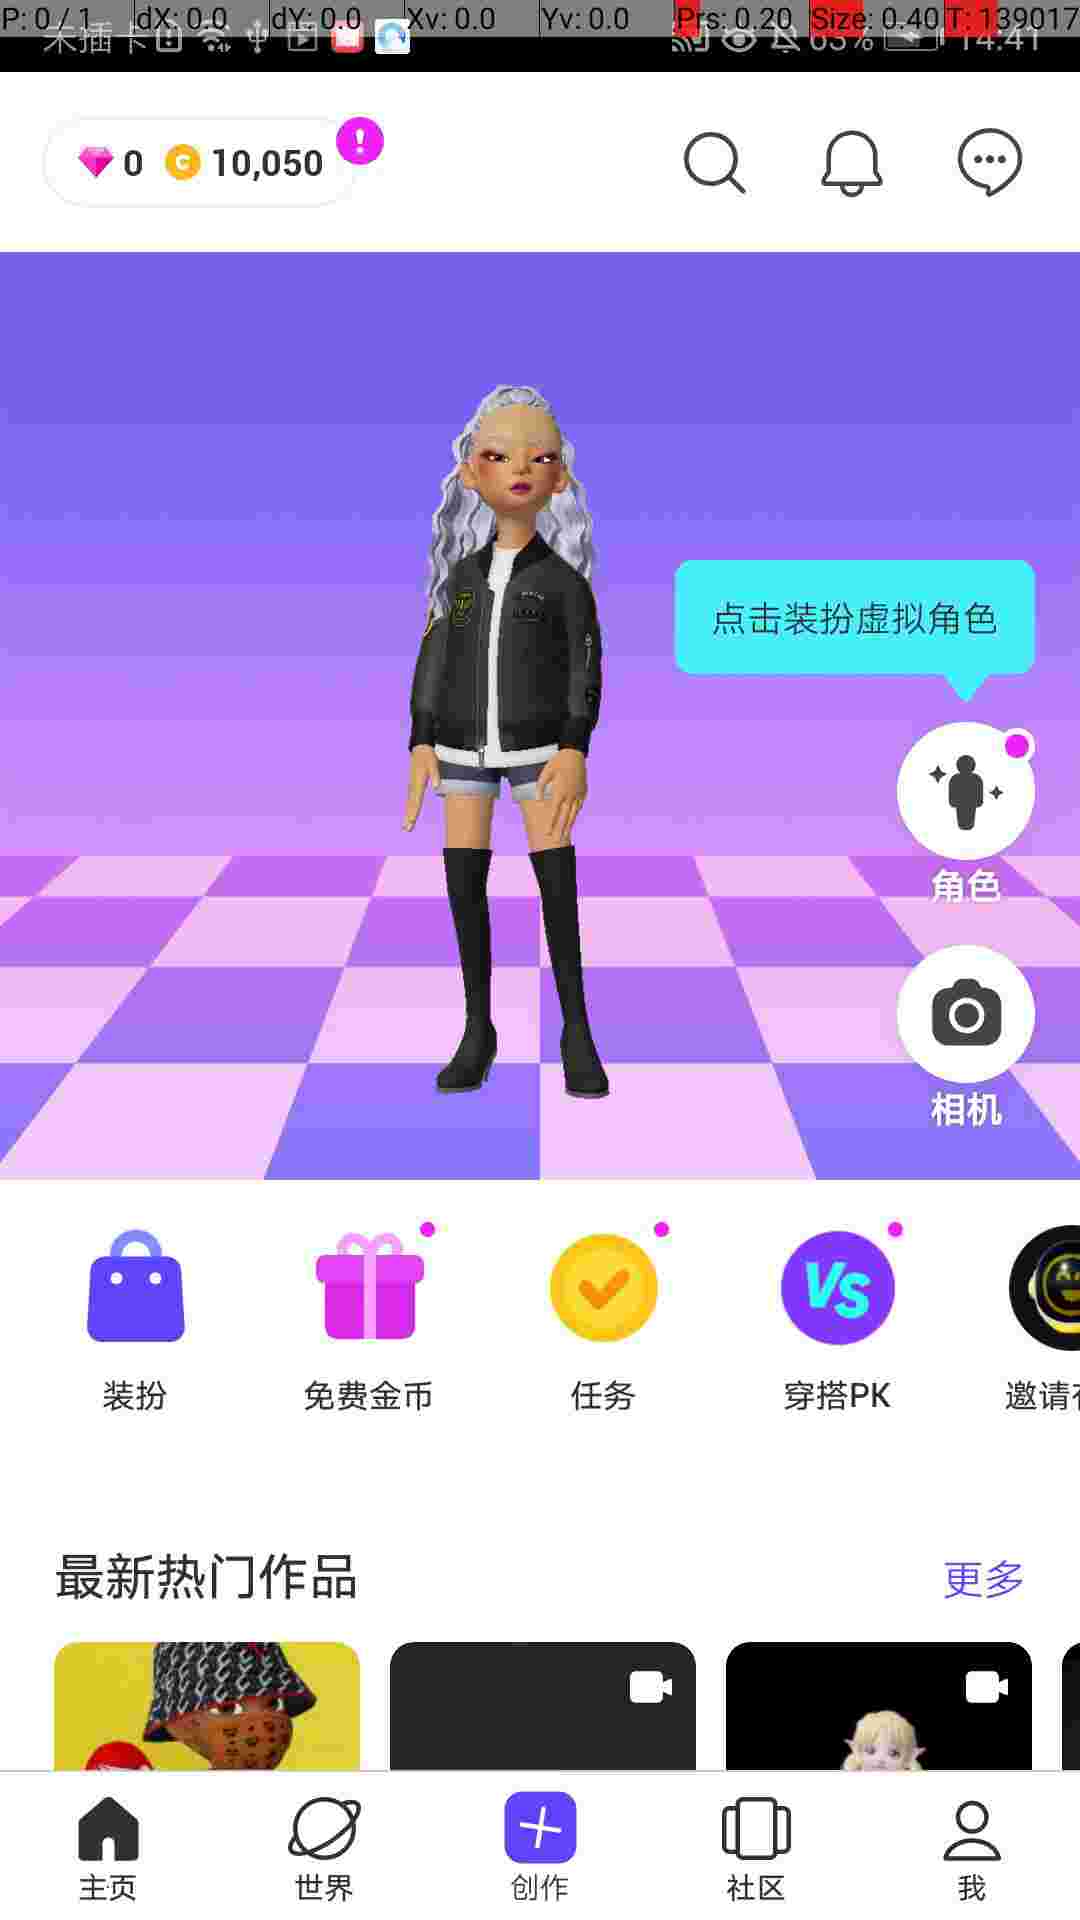 P: 0 / 1 dX: 0.0 dY: 0.0 Xv: 0.0 Yv: 0.0 Prs: 0.20 Size: 0.40 T: 139017
未插卡 63% 14:41
0 10,050
点击装扮虚拟角色
角色
相机
VS
装扮 免费金币 任务 穿搭PK 邀请
最新热门作品 更多
主页 世界 创作 社区 我